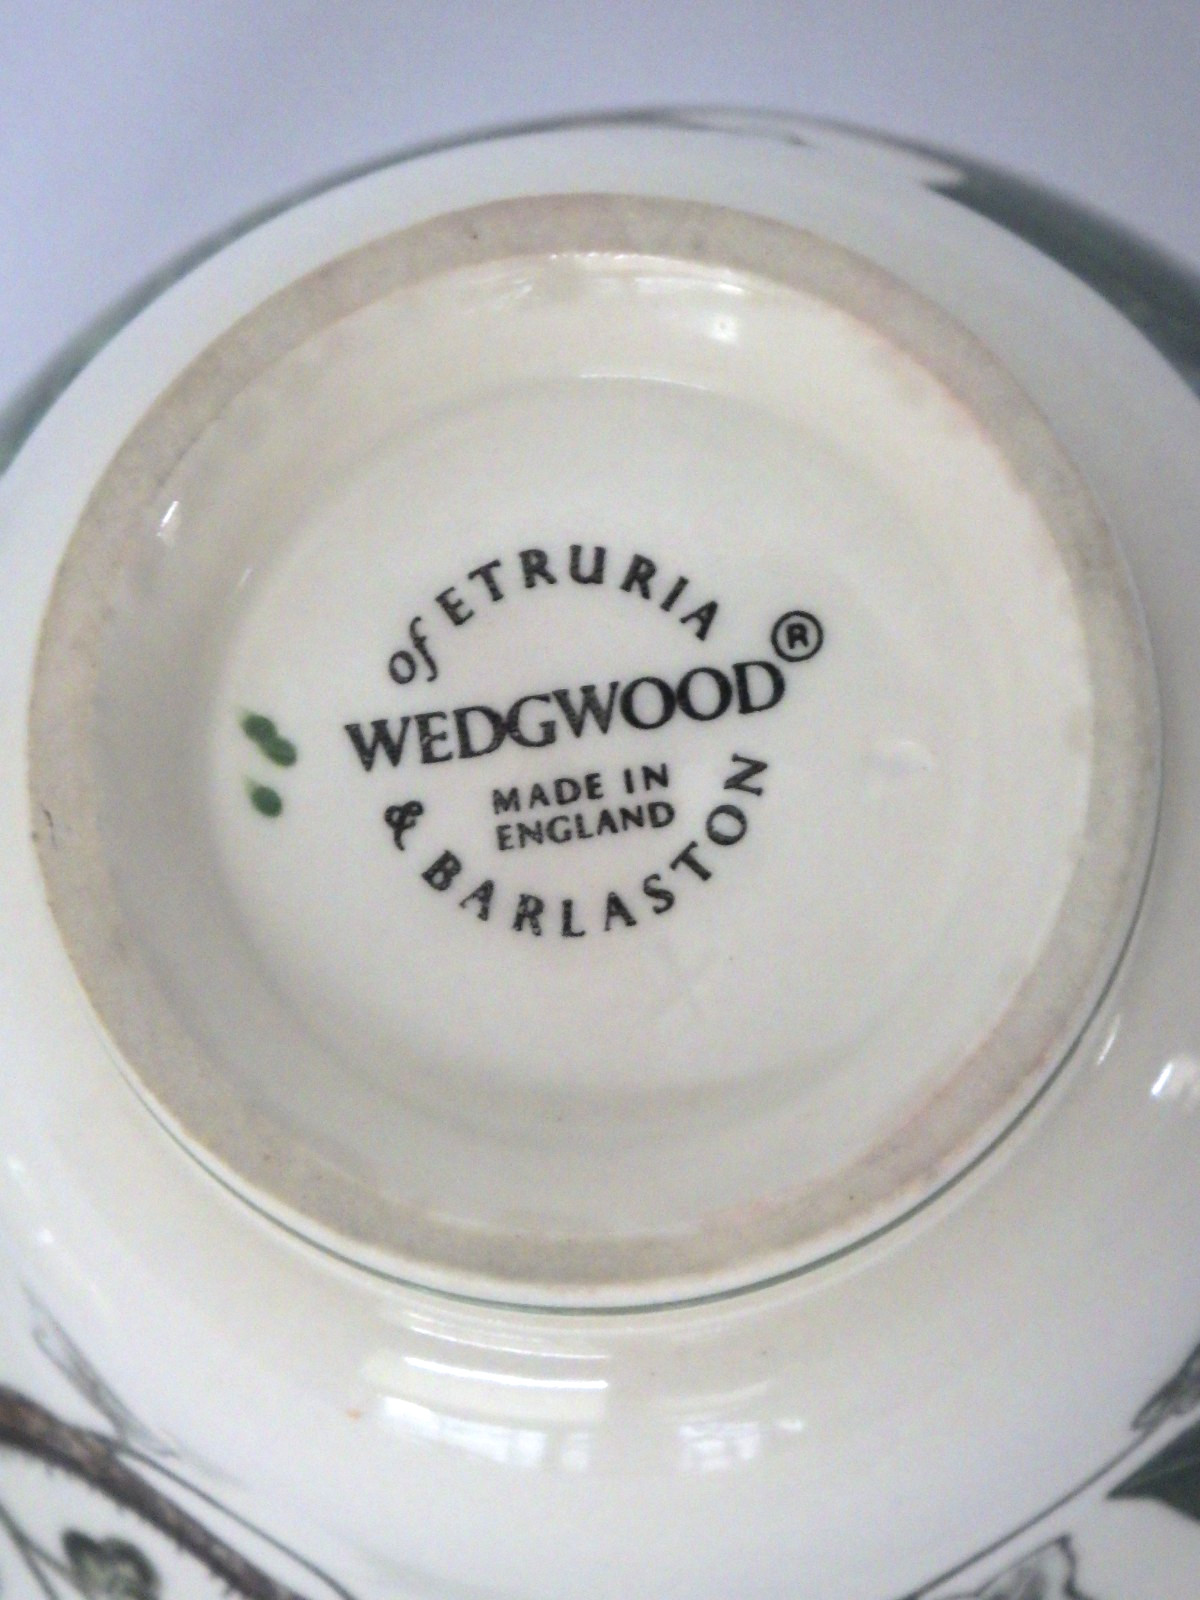 of ETRURIA
WEDGWOOD®
MADE IN
ENGLAND
& BARLASTON